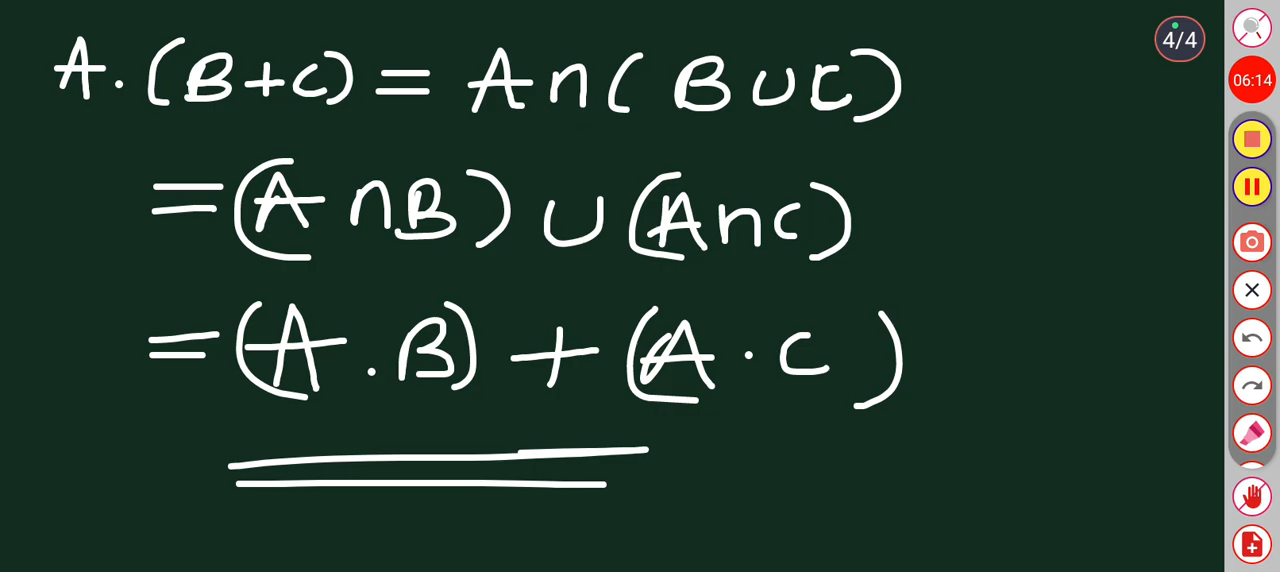 A.(B+C) = A∩(B∪C)
=(A∩B)∪(A∩C)
=(A.B)+(A.C)
4/4
06:14